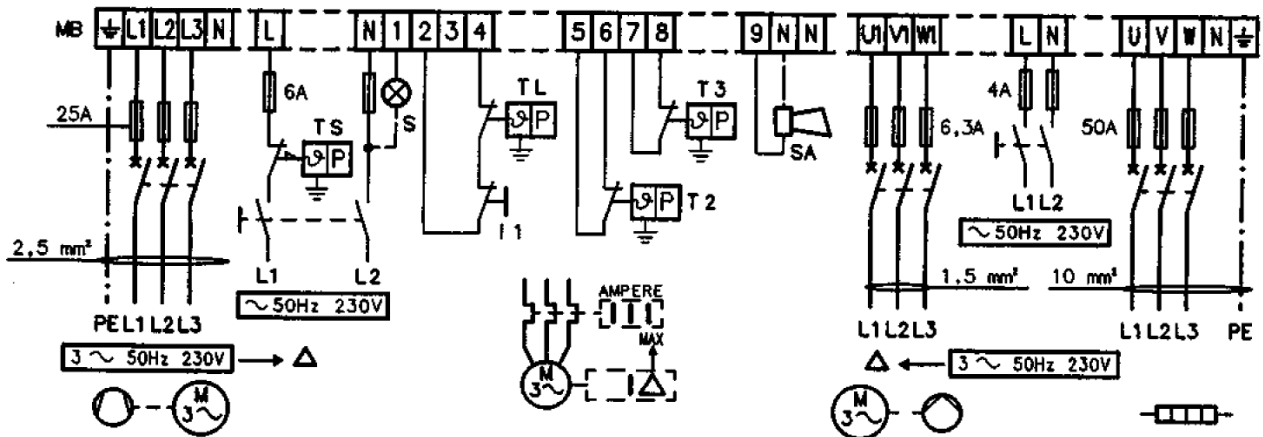 MB ⏚ L1 L2 L3 N L N 1 2 3 4 5 6 7 8 9 N N U1 V1 W1 L N U V W N ⏚
25A
6A
TS
ϑ P
S
TL
ϑ P
T3
ϑ P
SA
6,3A
4A
50A
T2
ϑ P
I1
L1 L2
∼ 50Hz 230V
2,5 mm²
L1 L2
∼ 50Hz 230V
AMPERE
MAX
1,5 mm²
10 mm²
PE L1 L2 L3
L1 L2 L3
L1 L2 L3 PE
3 ∼ 50Hz 230V → Δ
Δ ← 3 ∼ 50Hz 230V
M
3∼
M
3∼
Δ
M
3∼